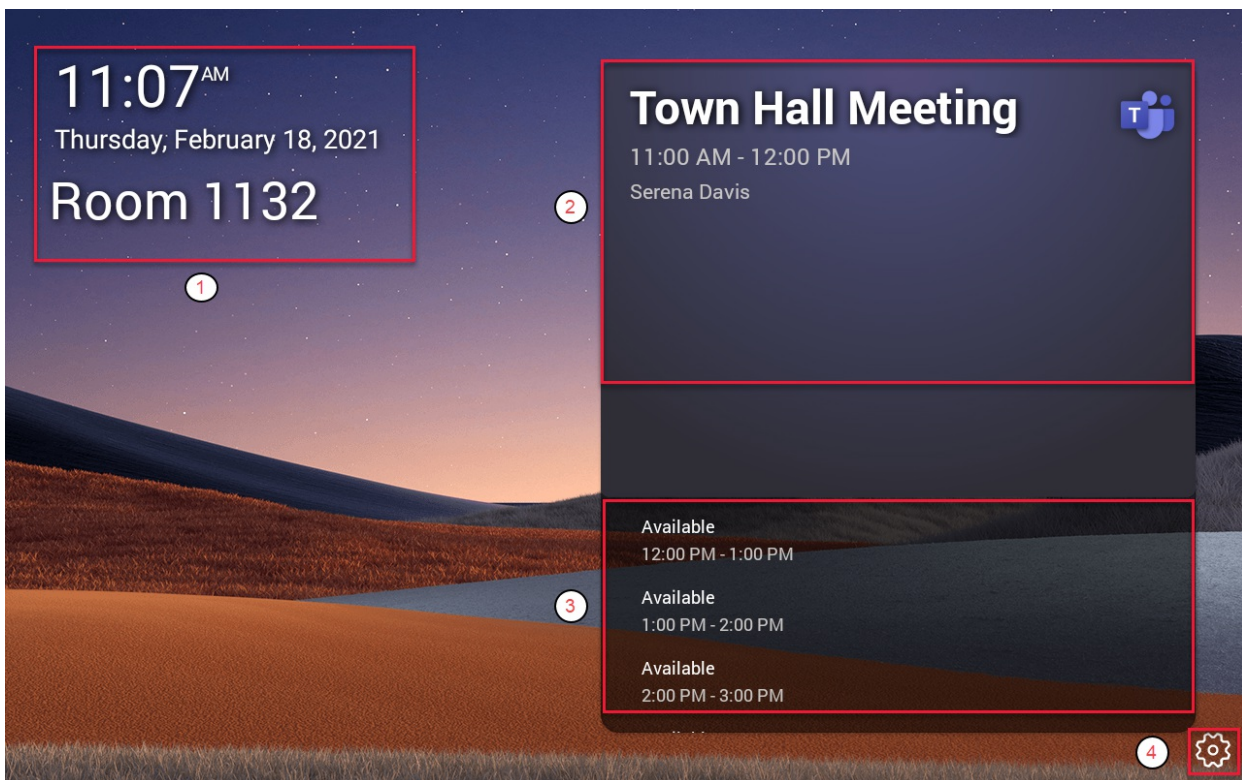 11:07 AM
Thursday, February 18, 2021
Room 1132
1
Town Hall Meeting
T
11:00 AM - 12:00 PM
Serena Davis
2
Available
12:00 PM - 1:00 PM
Available
1:00 PM - 2:00 PM
3
Available
2:00 PM - 3:00 PM
4